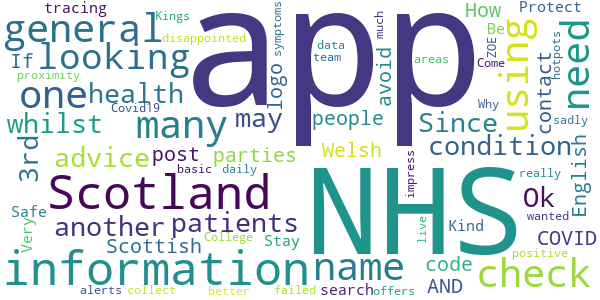 tracing Kings app How Protect
general disappointed symptoms data team much Be ZOE need
If looking logo avoid areas Come using contact hotpots
proximity
one health Covid19
whilst many may people Since Why sadly
3rd advice post parties Welsh condition English
basic daily impress really
Scotland NHS Ok
Safe another patients live Kind wanted
Very Scottish College Stay COVID
information name code positive
AND check
alerts collect better failed search offers